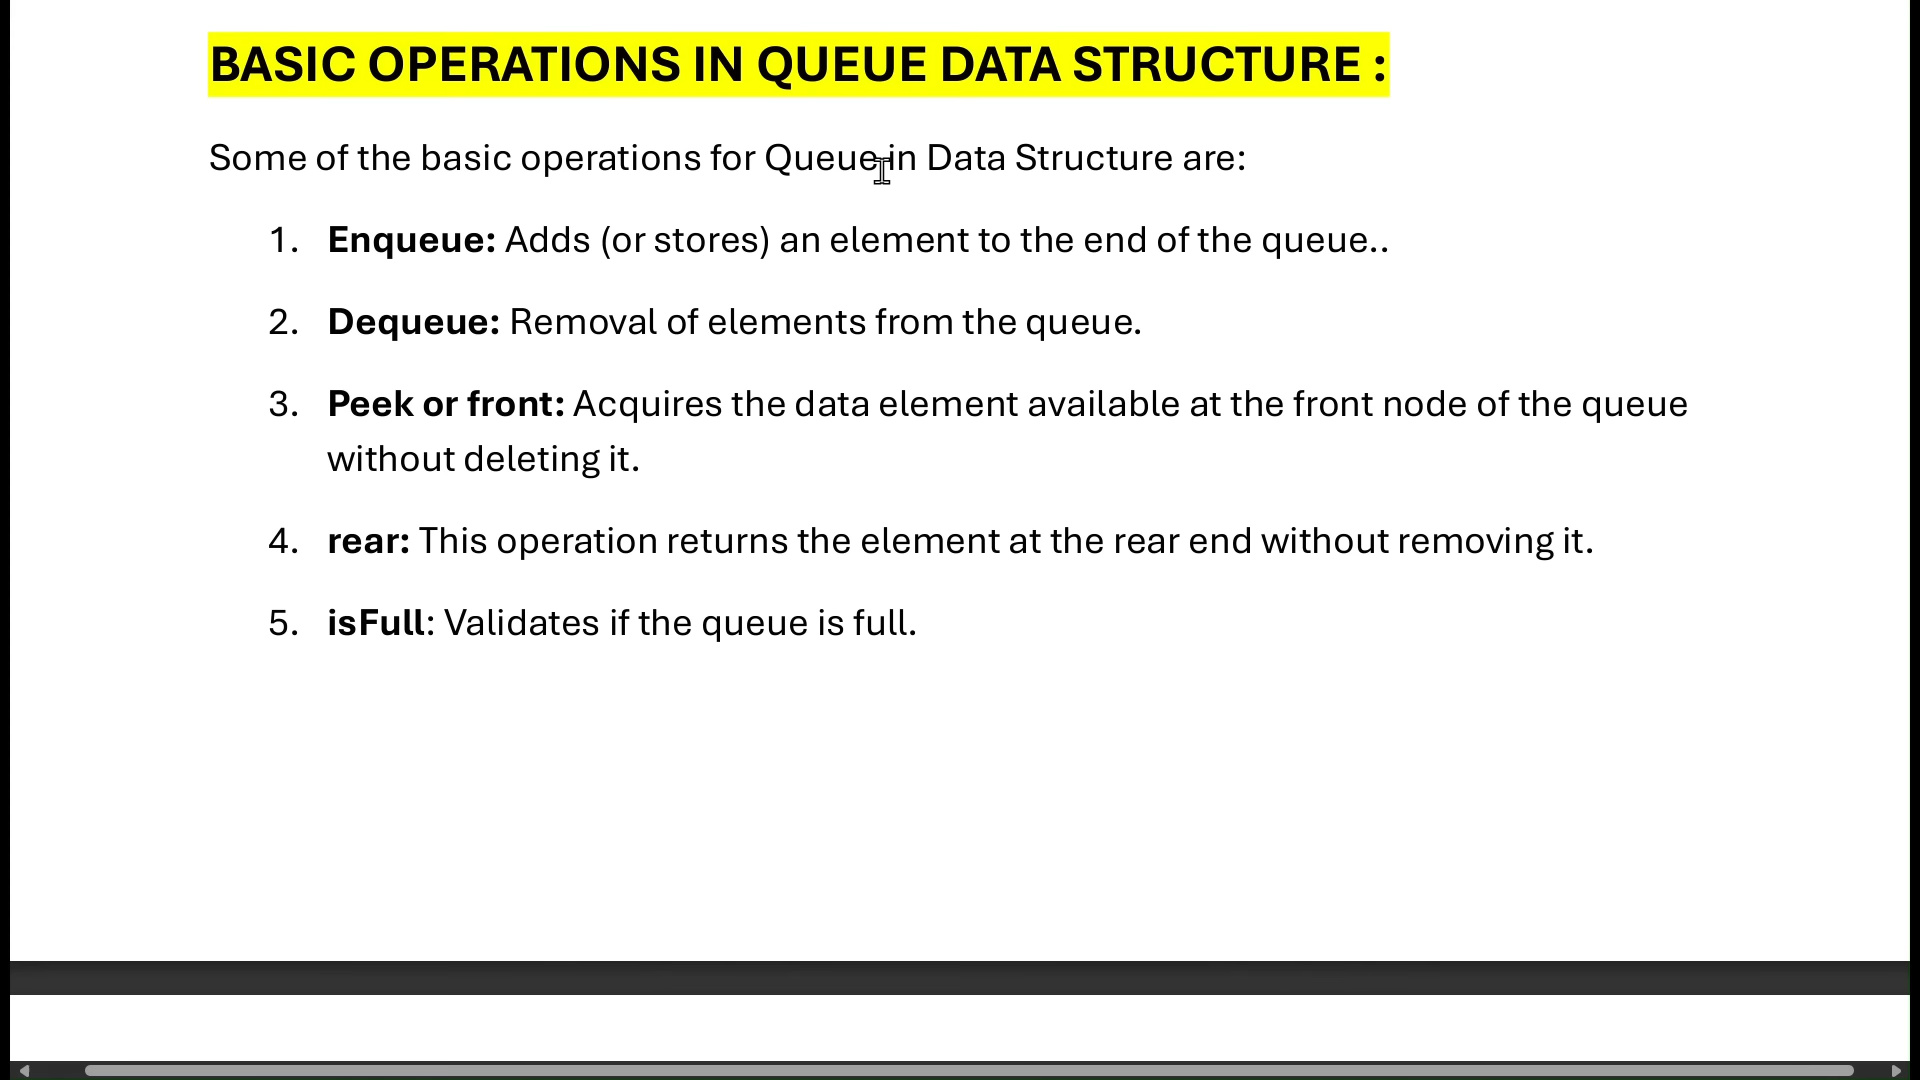 BASIC OPERATIONS IN QUEUE DATA STRUCTURE :
Some of the basic operations for Queue in Data Structure are:
1. Enqueue: Adds (or stores) an element to the end of the queue..
2. Dequeue: Removal of elements from the queue.
3. Peek or front: Acquires the data element available at the front node of the queue
without deleting it.
4. rear: This operation returns the element at the rear end without removing it.
5. isFull: Validates if the queue is full.